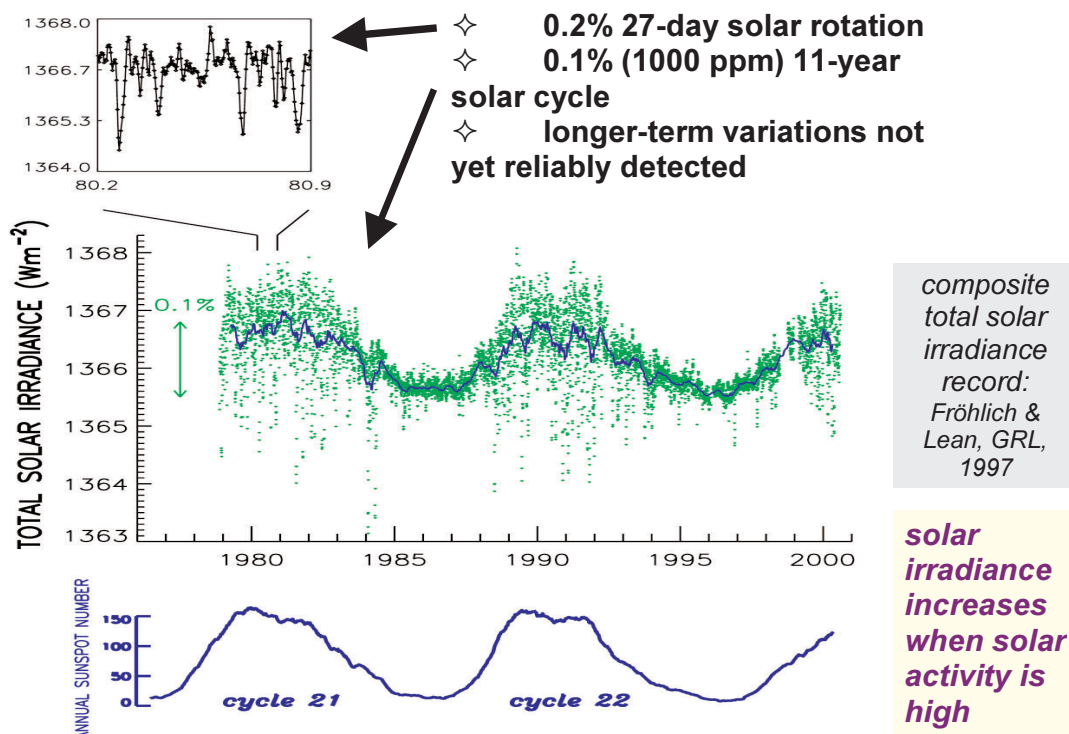 1368.0
1366.7
1365.3
1364.0
80.2 80.9
✧ 0.2% 27-day solar rotation
✧ 0.1% (1000 ppm) 11-year
solar cycle
✧ longer-term variations not
yet reliably detected
TOTAL SOLAR IRRADIANCE (Wm⁻²)
1368
1367
1366
1365
1364
1363
0.1%
1980 1985 1990 1995 2000
composite
total solar
irradiance
record:
Fröhlich &
Lean, GRL,
1997
ANNUAL SUNSPOT NUMBER
150
100
50
0
cycle 21 cycle 22
solar
irradiance
increases
when solar
activity is
high